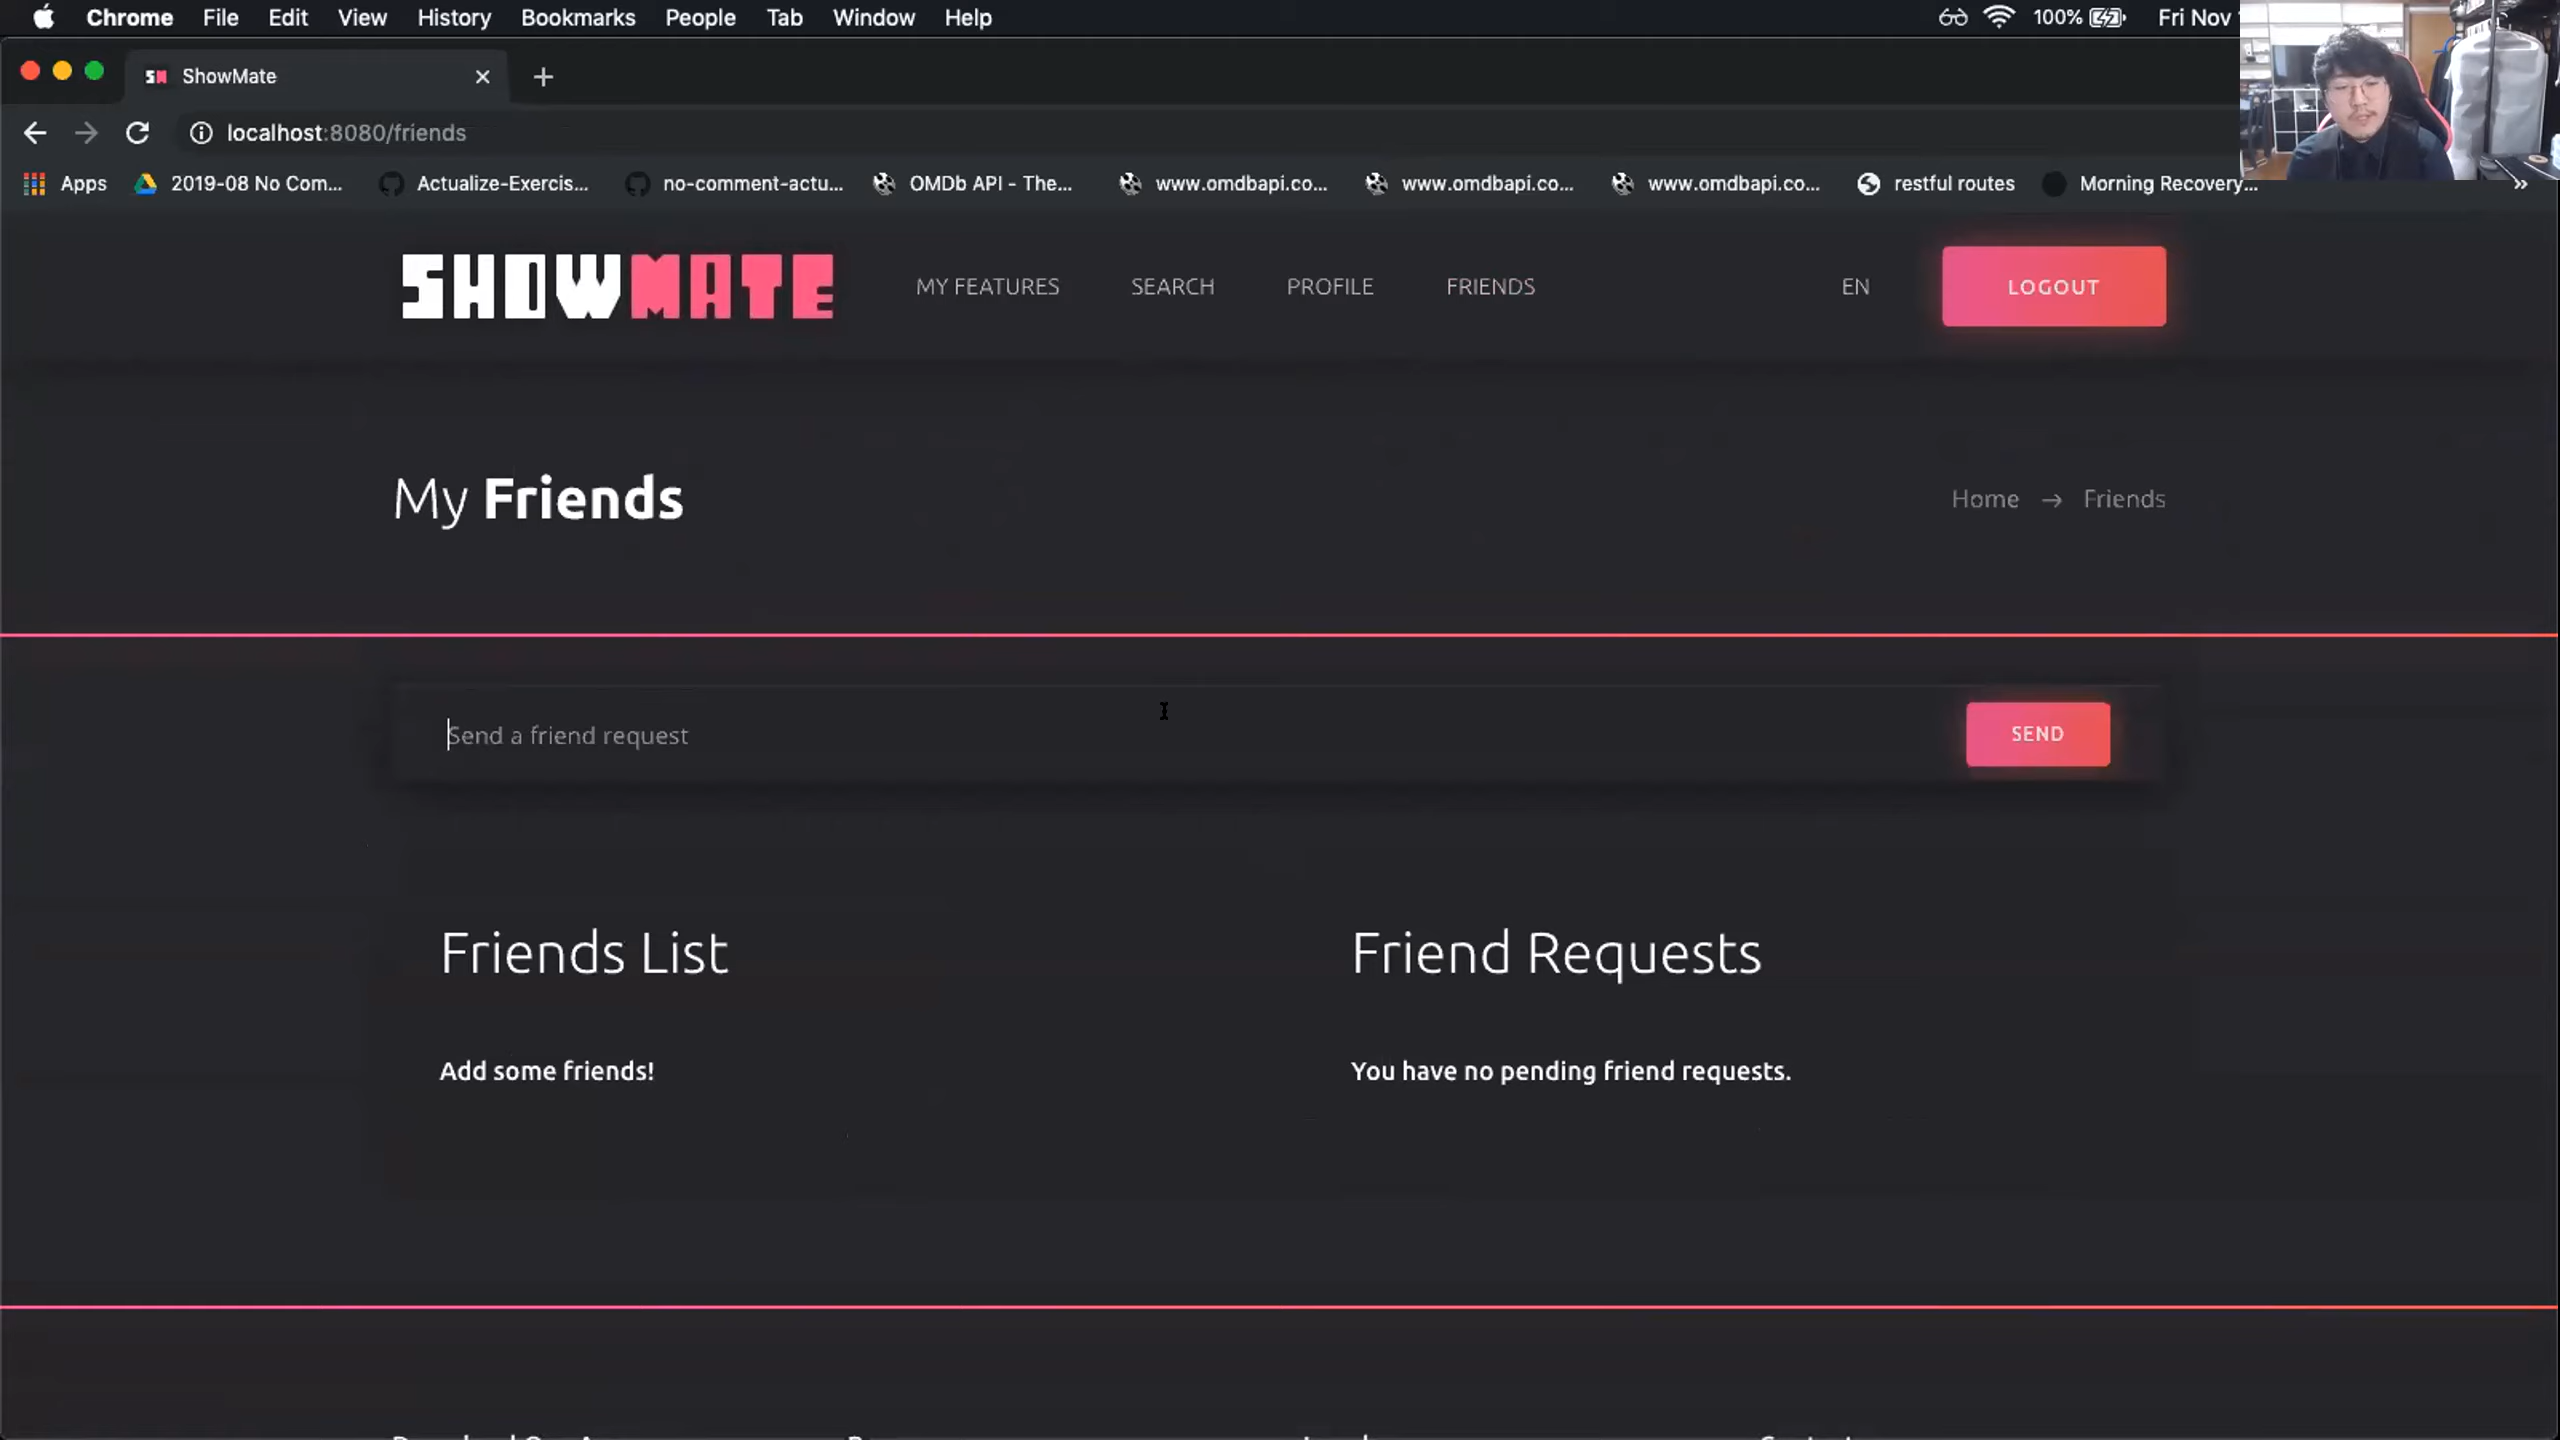 Chrome File Edit View History Bookmarks People Tab Window Help 100% Fri Nov
SM ShowMate
localhost:8080/friends
Apps 2019-08 No Com... Actualize-Exercis... no-comment-actu... OMDb API - The... www.omdbapi.co... www.omdbapi.co... www.omdbapi.co... restful routes Morning Recovery... »
SHOWMATE MY FEATURES SEARCH PROFILE FRIENDS EN LOGOUT
My Friends Home → Friends
Send a friend request SEND
Friends List Friend Requests
Add some friends! You have no pending friend requests.